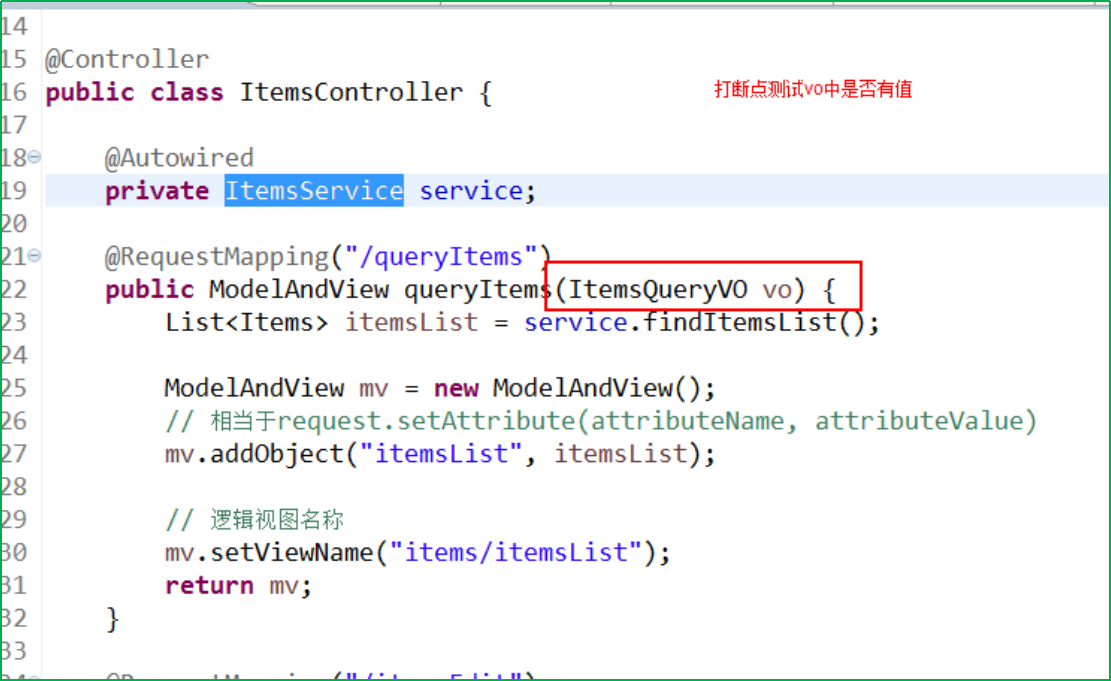 14
15 @Controller
16 public class ItemsController {
打断点测试vo中是否有值
17
18 @Autowired
19 private ItemsService service;
20
21 @RequestMapping("/queryItems")
22 public ModelAndView queryItems(ItemsQueryVO vo) {
23 List<Items> itemsList = service.findItemsList();
24
25 ModelAndView mv = new ModelAndView();
26 // 相当于request.setAttribute(attributeName, attributeValue)
27 mv.addObject("itemsList", itemsList);
28
29 // 逻辑视图名称
30 mv.setViewName("items/itemsList");
31 return mv;
32 }
33